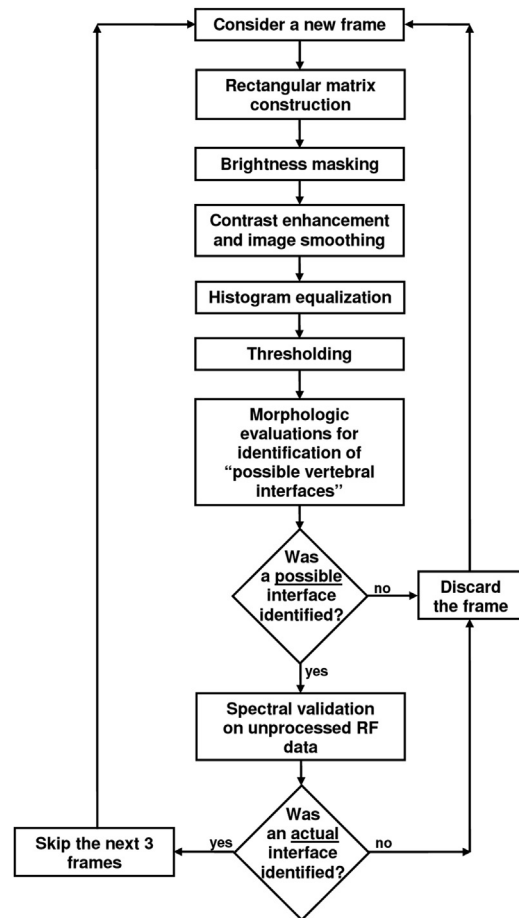 Consider a new frame
Rectangular matrix
construction
Brightness masking
Contrast enhancement
and image smoothing
Histogram equalization
Thresholding
Morphologic
evaluations for
identification of
“possible vertebral
interfaces”
Was
a possible
interface
identified?
no
Discard
the frame
yes
Spectral validation
on unprocessed RF
data
Was
an actual
interface
identified?
yes
no
Skip the next 3
frames